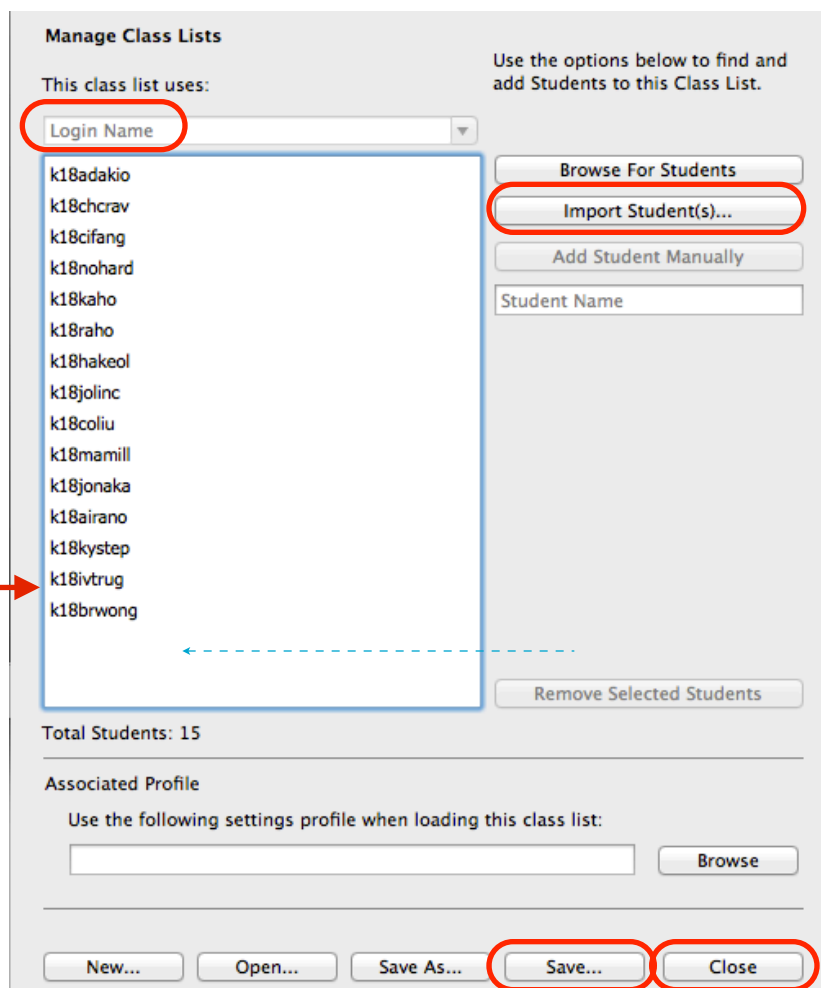 Manage Class Lists
Use the options below to find and
add Students to this Class List.
This class list uses:
Login Name
k18adakio
k18chcrav
k18cifang
k18nohard
k18kaho
k18raho
k18hakeol
k18jolinc
k18coliu
k18mamill
k18jonaka
k18airano
k18kystep
k18ivtrug
k18brwong
Browse For Students
Import Student(s)...
Add Student Manually
Student Name
Remove Selected Students
Total Students: 15
Associated Profile
Use the following settings profile when loading this class list:
Browse
New...
Open...
Save As...
Save...
Close